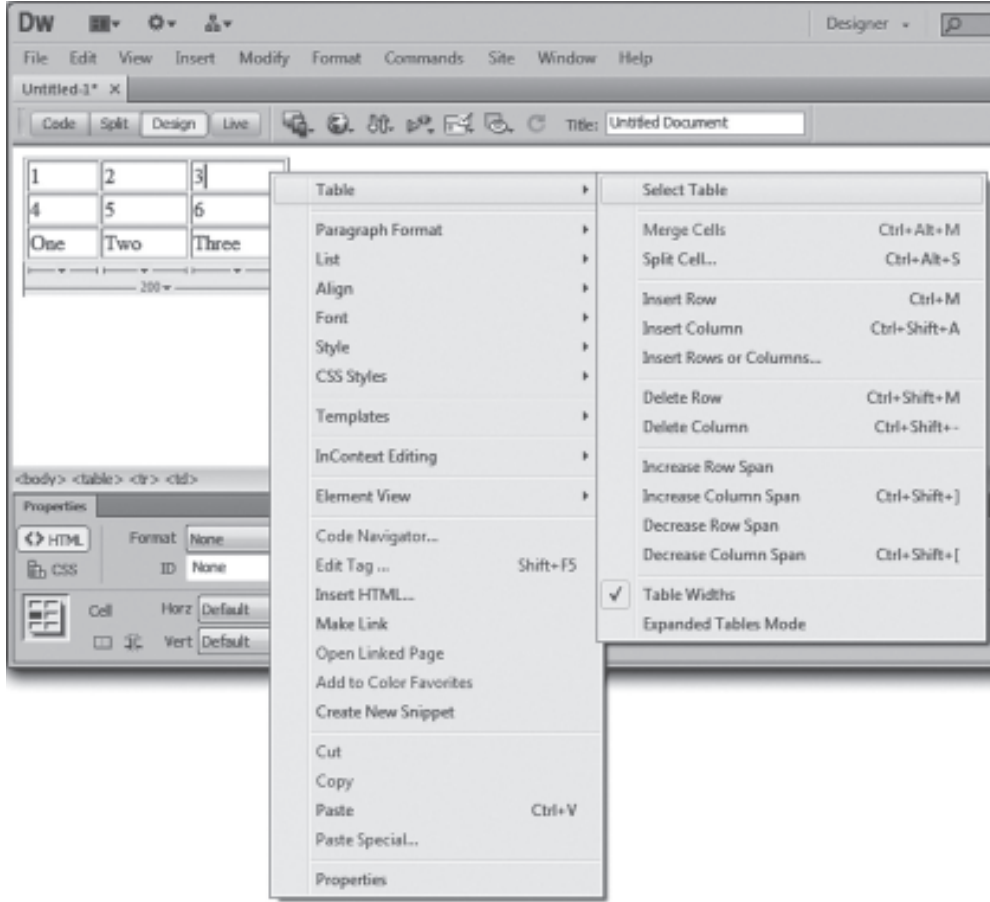 Dw Designer
File Edit View Insert Modify Format Commands Site Window Help
Untitled-1* ×
Code Split Design Live Title: Untitled Document
1 2 3
4 5 6
One Two Three
200
<body> <table> <tr> <td>
Properties
<> HTML Format None
CSS ID None
Cell Horz Default
Vert Default
Table
Paragraph Format
List
Align
Font
Style
CSS Styles
Templates
InContext Editing
Element View
Code Navigator...
Edit Tag ... Shift+F5
Insert HTML...
Make Link
Open Linked Page
Add to Color Favorites
Create New Snippet
Cut
Copy
Paste Ctrl+V
Paste Special...
Properties
Select Table
Merge Cells Ctrl+Alt+M
Split Cell... Ctrl+Alt+S
Insert Row Ctrl+M
Insert Column Ctrl+Shift+A
Insert Rows or Columns...
Delete Row Ctrl+Shift+M
Delete Column Ctrl+Shift+-
Increase Row Span
Increase Column Span Ctrl+Shift+]
Decrease Row Span
Decrease Column Span Ctrl+Shift+[
✓ Table Widths
Expanded Tables Mode